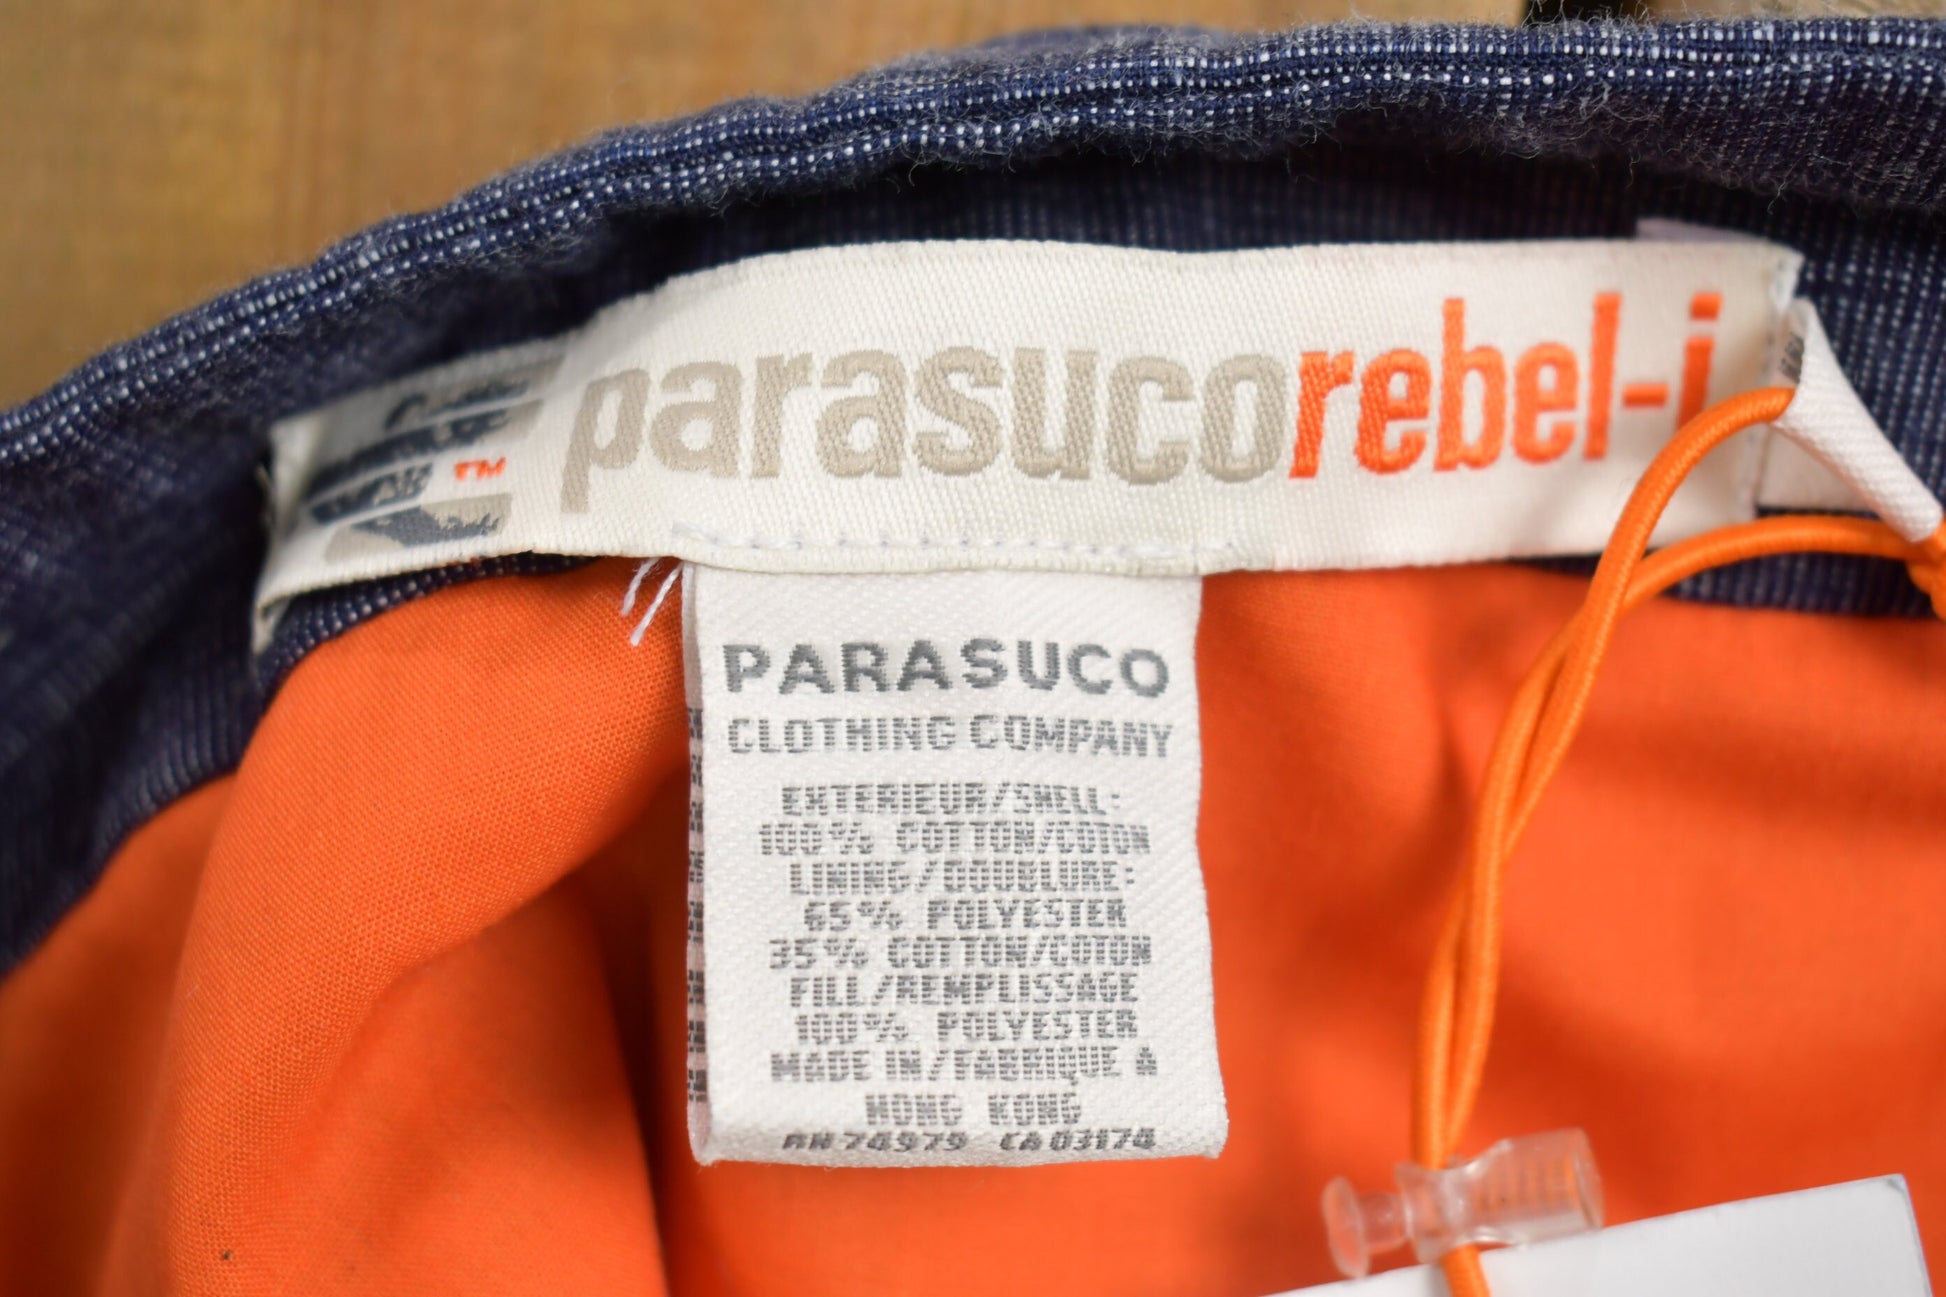 parasucorebel-i
TM
PARASUCO
CLOTHING COMPANY
EXTERIEUR/SHELL:
100% COTTON/COTON
LINING/DOUBLURE:
65% POLYESTER
35% COTTON/COTON
FILL/REMPLISSAGE
100% POLYESTER
MADE IN/FABRIQUE A
HONG KONG
RN74979 CA03174